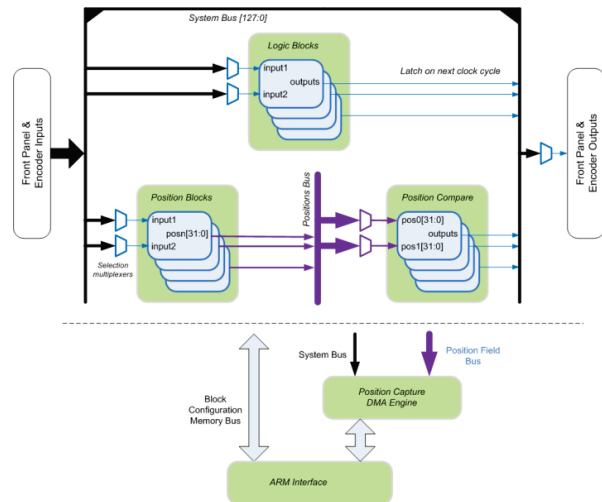 System Bus [127:0]
Logic Blocks
input1
outputs
input2
Latch on next clock cycle
Front Panel &
Encoder Inputs
Front Panel &
Encoder Outputs
Position Blocks
input1
posn[31:0]
input2
Selection
multiplexers
Positions Bus
Position Compare
pos0[31:0]
outputs
pos1[31:0]
System Bus
Position Field
Bus
Block
Configuration
Memory Bus
Position Capture
DMA Engine
ARM Interface